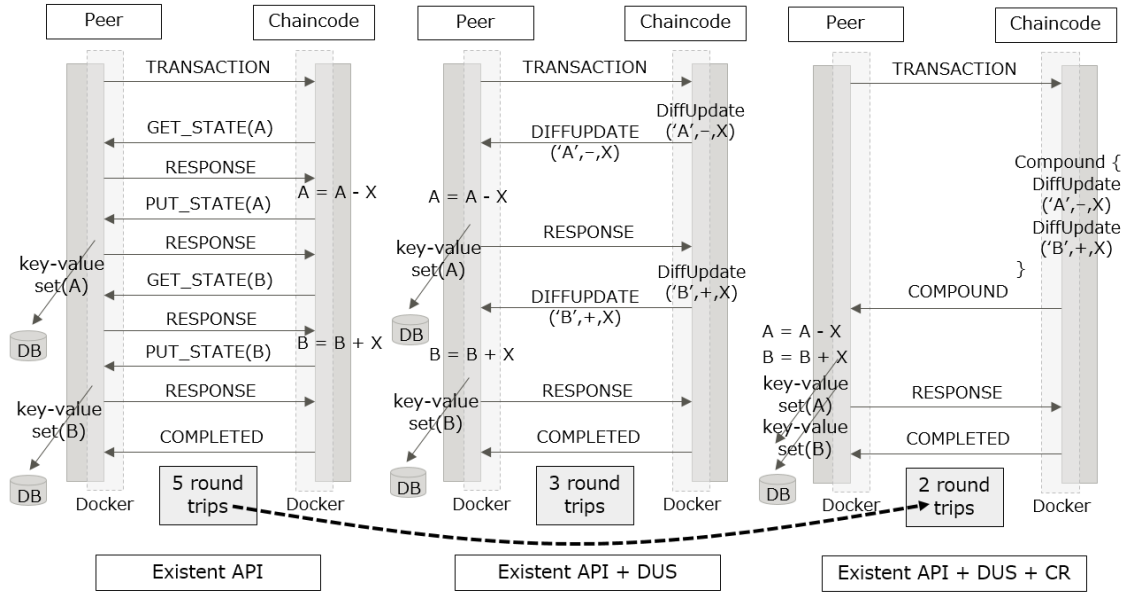 Peer
Chaincode
TRANSACTION
GET_STATE(A)
RESPONSE
A = A - X
PUT_STATE(A)
RESPONSE
key-value
set(A)
GET_STATE(B)
RESPONSE
DB
B = B + X
PUT_STATE(B)
RESPONSE
key-value
set(B)
COMPLETED
DB
Docker
5 round
trips
Docker
Existent API
Peer
Chaincode
TRANSACTION
DiffUpdate
(‘A’,–,X)
DIFFUPDATE
(‘A’,–,X)
A = A - X
RESPONSE
key-value
set(A)
DiffUpdate
(‘B’,+,X)
DIFFUPDATE
(‘B’,+,X)
DB
B = B + X
RESPONSE
key-value
set(B)
COMPLETED
DB
Docker
3 round
trips
Docker
Existent API + DUS
Peer
Chaincode
TRANSACTION
Compound {
DiffUpdate
(‘A’,–,X)
DiffUpdate
(‘B’,+,X)
}
COMPOUND
A = A - X
B = B + X
key-value
set(A)
RESPONSE
key-value
set(B)
COMPLETED
DB
Docker
2 round
trips
Docker
Existent API + DUS + CR